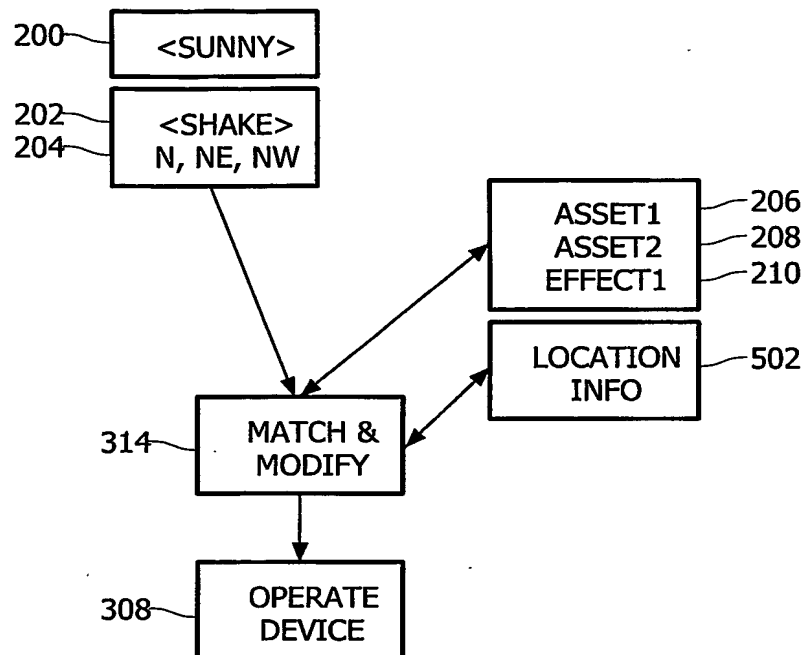 200
<SUNNY>
202
<SHAKE>
204
N, NE, NW
ASSET1
206
ASSET2
208
EFFECT1
210
LOCATION
INFO
502
314
MATCH &
MODIFY
308
OPERATE
DEVICE